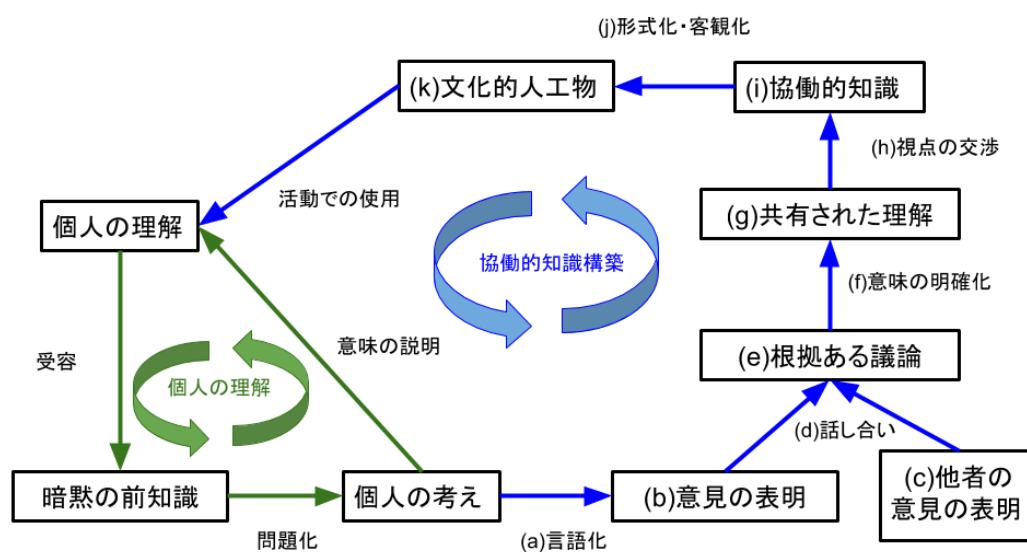 (j)形式化・客観化
(k)文化的人工物
(i)協働的知識
(h)視点の交渉
活動での使用
個人の理解
(g)共有された理解
協働的知識構築
(f)意味の明確化
意味の説明
受容
個人の理解
(e)根拠ある議論
(d)話し合い
暗黙の前知識
個人の考え
(b)意見の表明
(c)他者の
意見の表明
問題化
(a)言語化